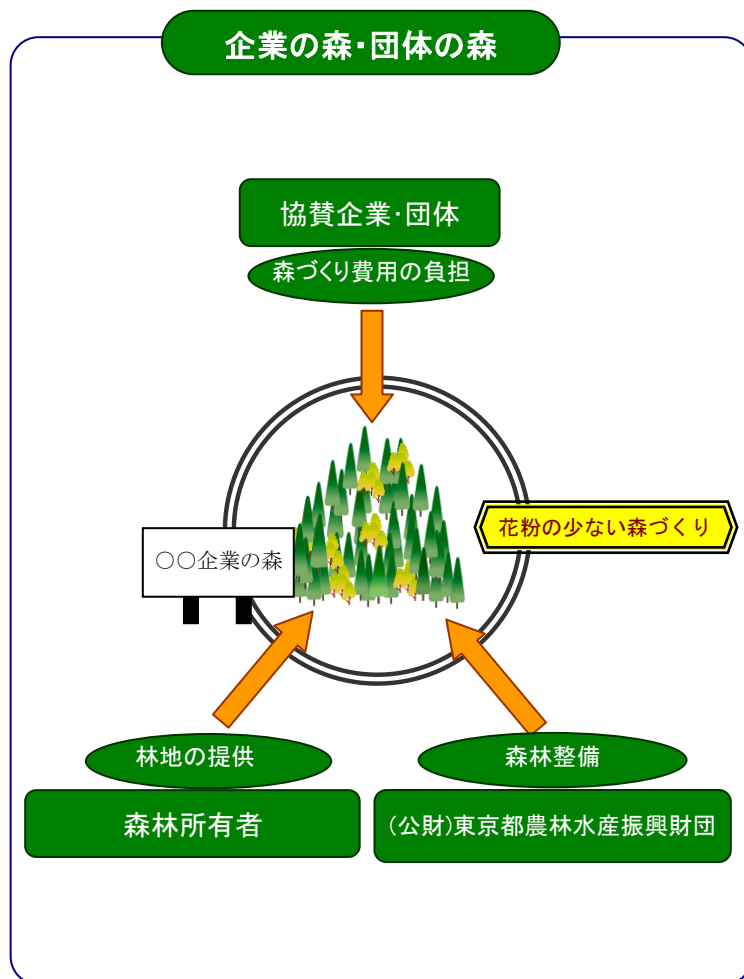 企業の森・団体の森
協賛企業・団体
森づくり費用の負担
花粉の少ない森づくり
〇〇企業の森
林地の提供
森林整備
森林所有者
(公財)東京都農林水産振興財団